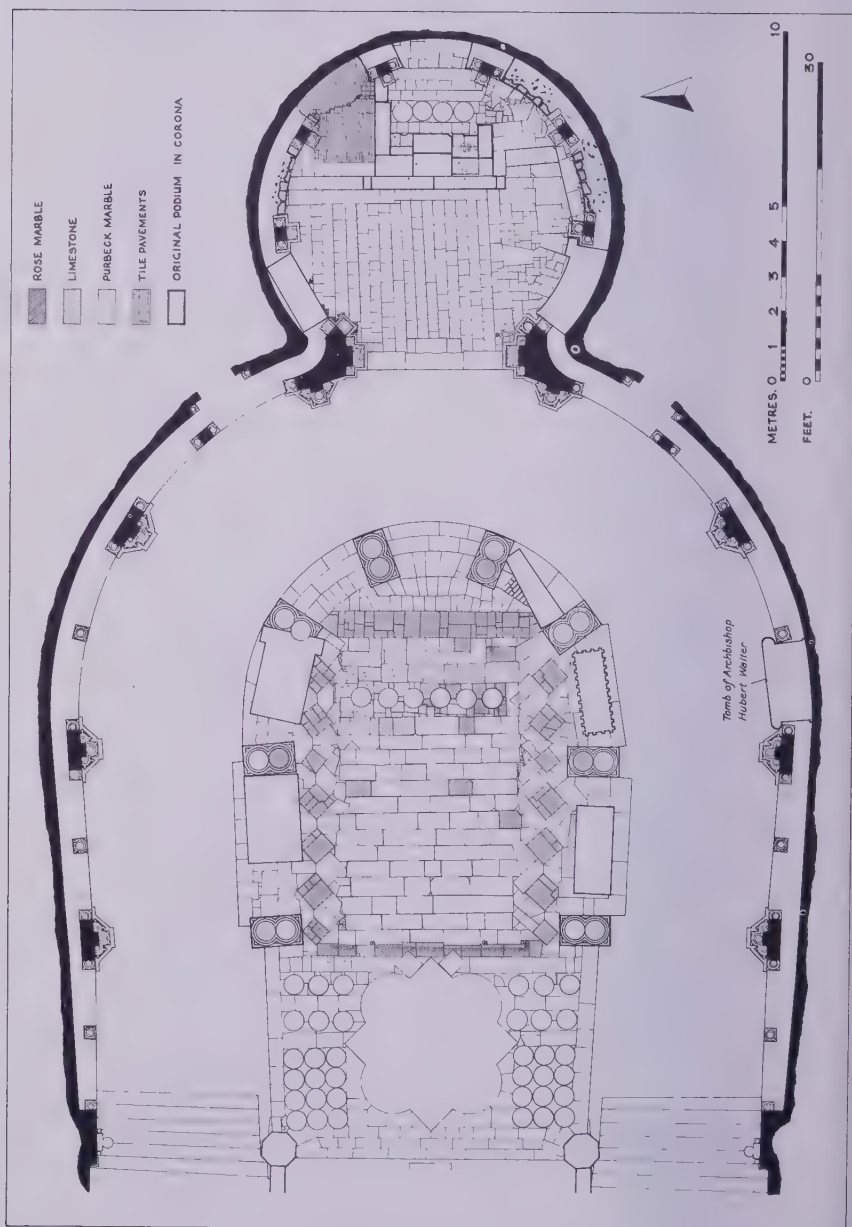 ROSE MARBLE
LIMESTONE
PURBECK MARBLE
TILE PAVEMENTS
ORIGINAL PODIUM IN CORONA
Tomb of Archbishop
Hubert Walter
METRES. 0 1 2 3 4 5 10
FEET. 0 30